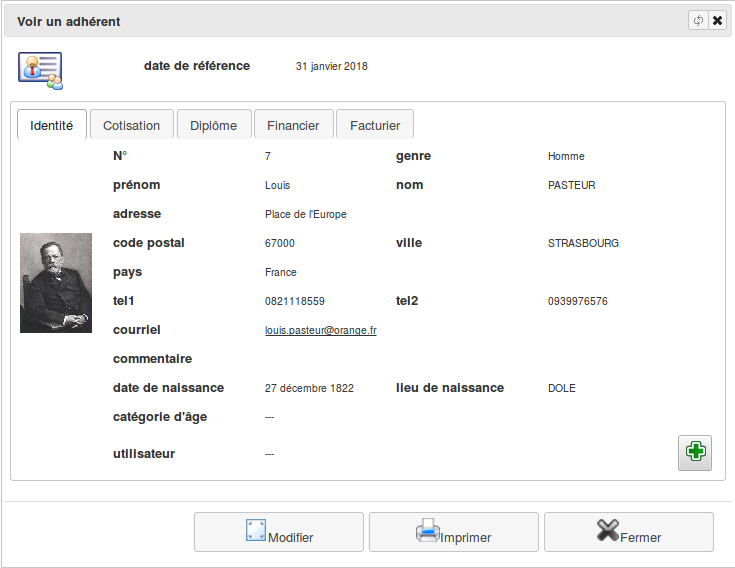 Voir un adhérent
date de référence 31 janvier 2018
Identité Cotisation Diplôme Financier Facturier
N° 7 genre Homme
prénom Louis nom PASTEUR
adresse Place de l'Europe
code postal 67000 ville STRASBOURG
pays France
tel1 0821118559 tel2 0939976576
courriel louis.pasteur@orange.fr
commentaire
date de naissance 27 décembre 1822 lieu de naissance DOLE
catégorie d'âge ---
utilisateur ---
Modifier Imprimer Fermer